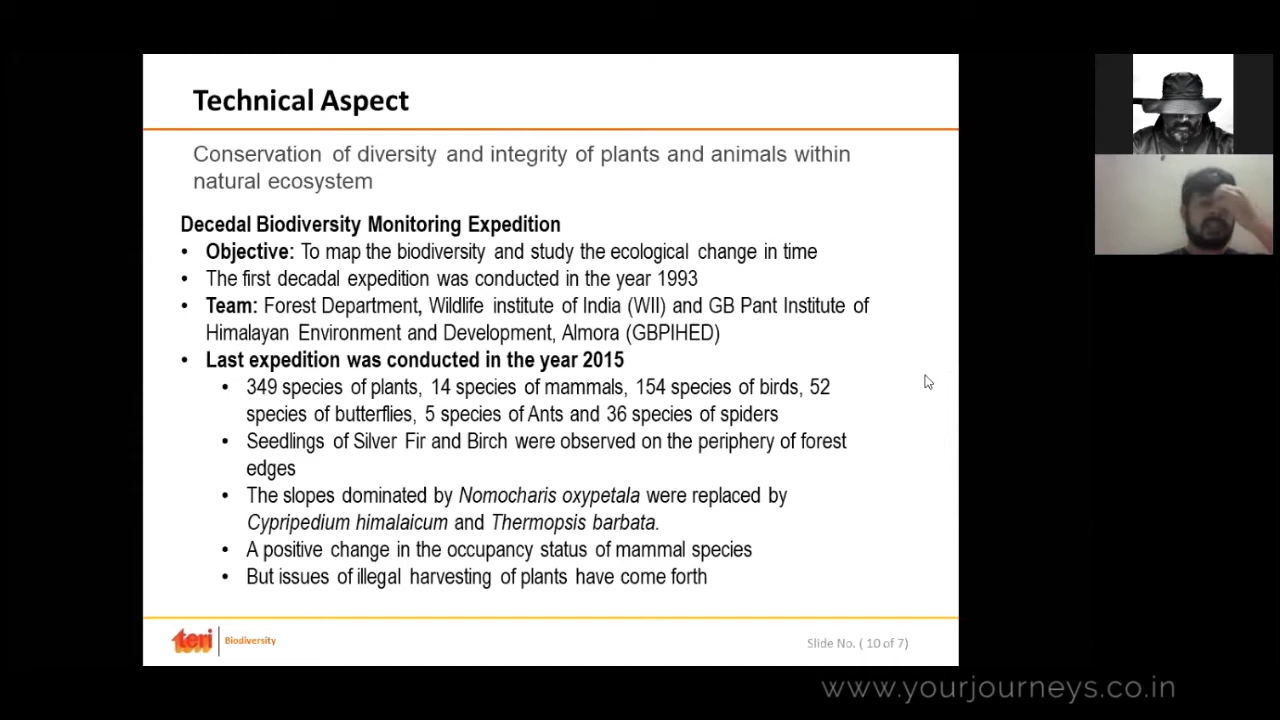 Technical Aspect
Conservation of diversity and integrity of plants and animals within
natural ecosystem
Decedal Biodiversity Monitoring Expedition
• Objective: To map the biodiversity and study the ecological change in time
• The first decadal expedition was conducted in the year 1993
• Team: Forest Department, Wildlife institute of India (WII) and GB Pant Institute of
Himalayan Environment and Development, Almora (GBPIHED)
• Last expedition was conducted in the year 2015
• 349 species of plants, 14 species of mammals, 154 species of birds, 52
species of butterflies, 5 species of Ants and 36 species of spiders
• Seedlings of Silver Fir and Birch were observed on the periphery of forest
edges
• The slopes dominated by Nomocharis oxypetala were replaced by
Cypripedium himalaicum and Thermopsis barbata.
• A positive change in the occupancy status of mammal species
• But issues of illegal harvesting of plants have come forth
teri Biodiversity
Slide No. ( 10 of 7)
www.yourjourneys.co.in